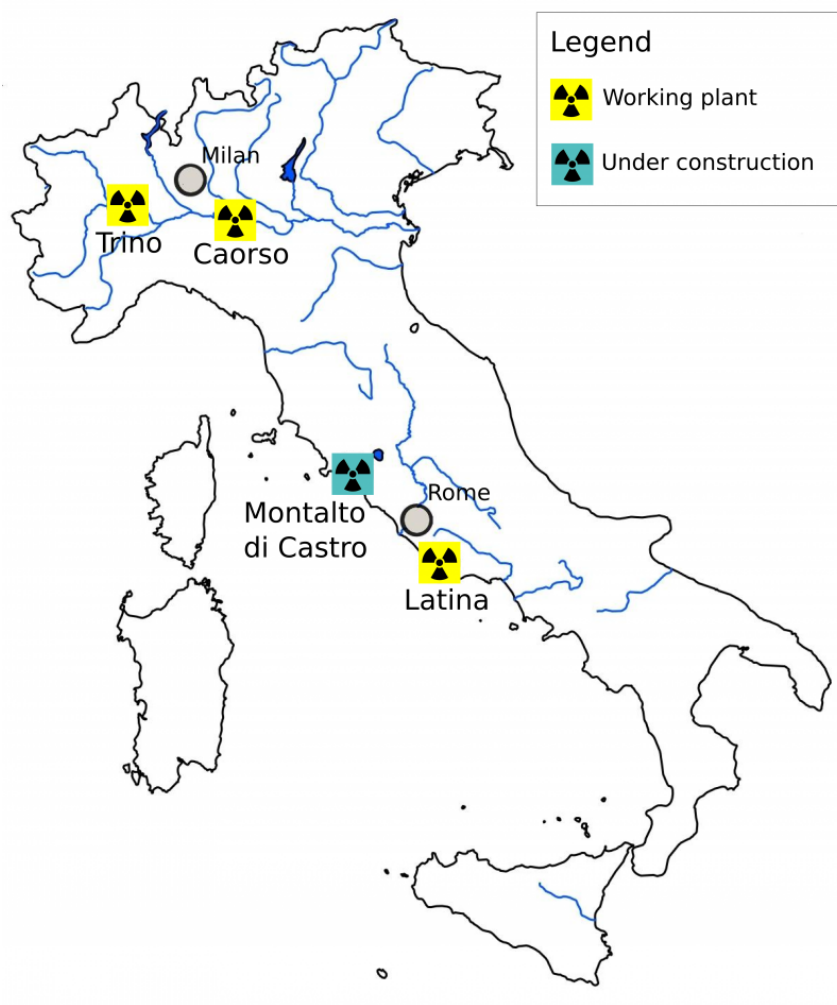 Legend
Working plant
Under construction
Milan
Trino
Caorso
Rome
Montalto
di Castro
Latina